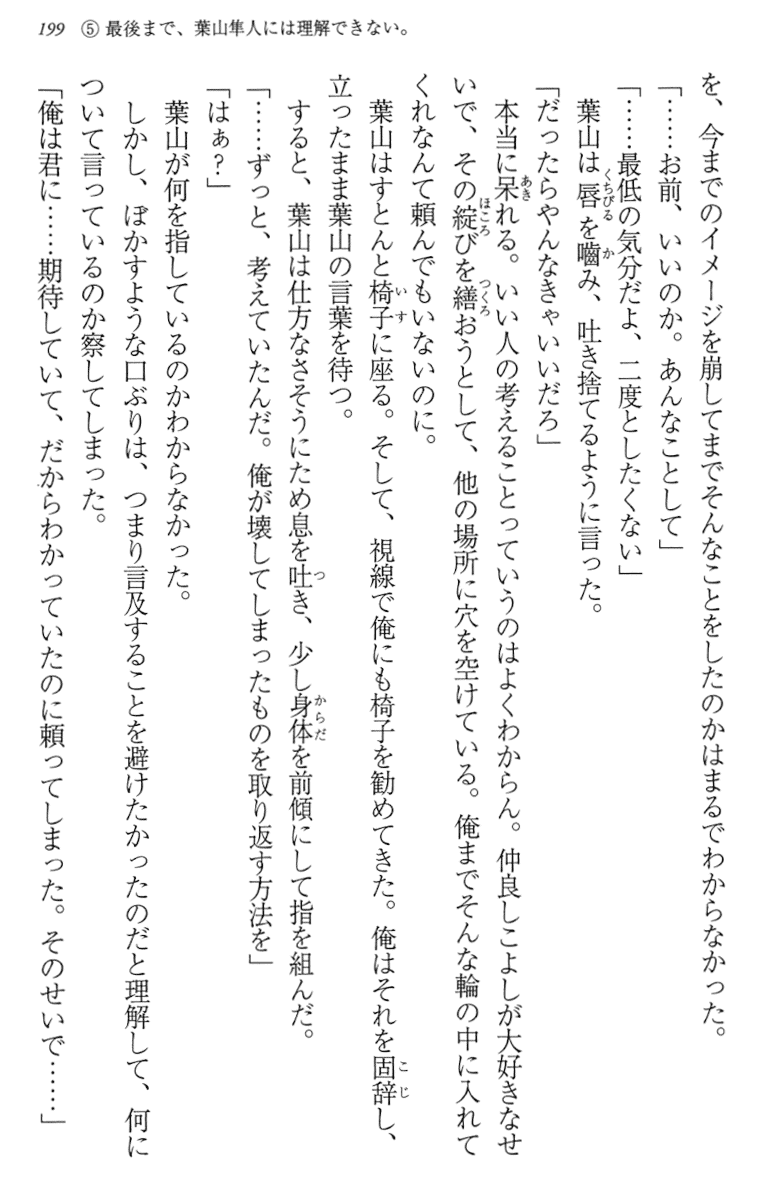 199 ⑤ 最後まで、葉山隼人には理解できない。
を、今までのイメージを崩してまでそんなことをしたのかはまるでわからなかった。
「……お前、いいのか。あんなことして」
「……最低の気分だよ、二度としたくない」
葉山は唇を嚙み、吐き捨てるように言った。
「だったらやんなきゃいいだろ」
本当に呆れる。いい人の考えることっていうのはよくわからん。仲良しこよしが大好きなせ
いで、その綻びを繕おうとして、他の場所に穴を空けている。俺までそんな輪の中に入れて
くれなんて頼んでもいないのに。
葉山はすとんと椅子に座る。そして、視線で俺にも椅子を勧めてきた。俺はそれを固辞し、
立ったまま葉山の言葉を待つ。
すると、葉山は仕方なさそうにため息を吐き、少し身体を前傾にして指を組んだ。
「……ずっと、考えていたんだ。俺が壊してしまったものを取り返す方法を」
「はぁ？」
葉山が何を指しているのかわからなかった。
しかし、ぼかすような口ぶりは、つまり言及することを避けたかったのだと理解して、何に
ついて言っているのか察してしまった。
「俺は君に……期待していて、だからわかっていたのに頼ってしまった。そのせいで……」